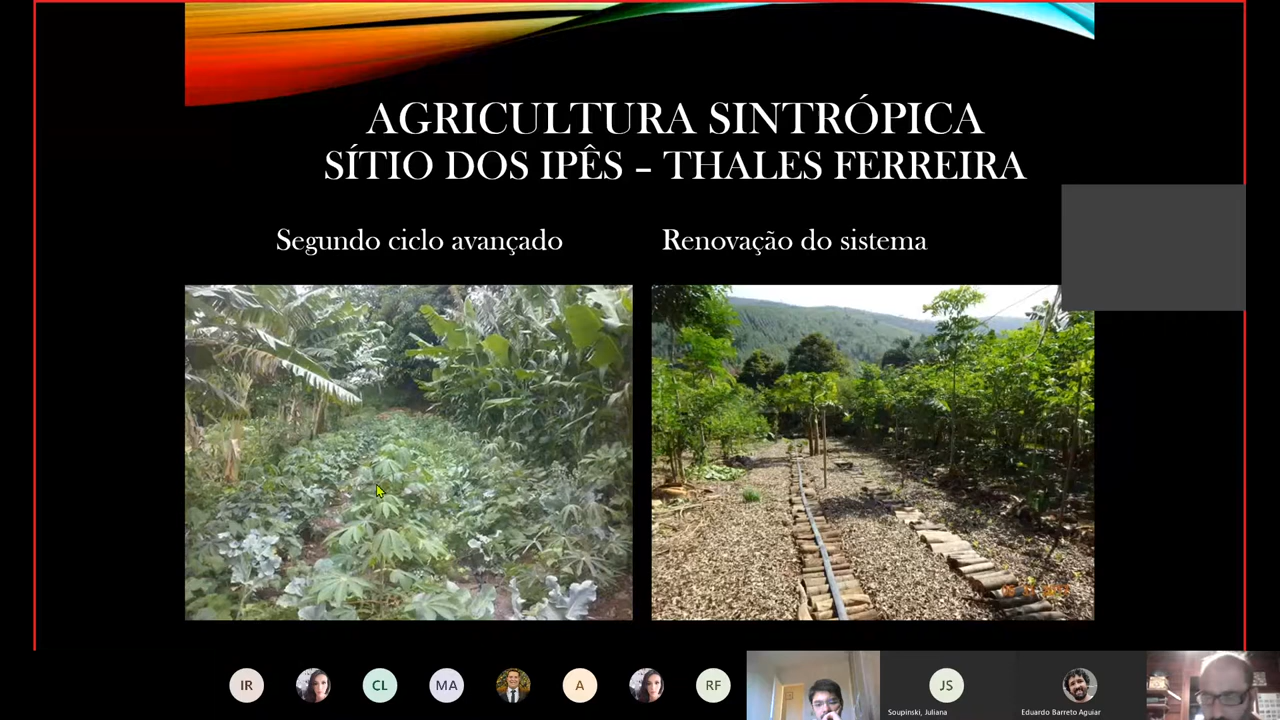 AGRICULTURA SINTRÓPICA
SÍTIO DOS IPÊS – THALES FERREIRA
Segundo ciclo avançado
Renovação do sistema
IR
CL
MA
A
RF
JS
Soupinski, Juliana
Eduardo Barreto Aguiar